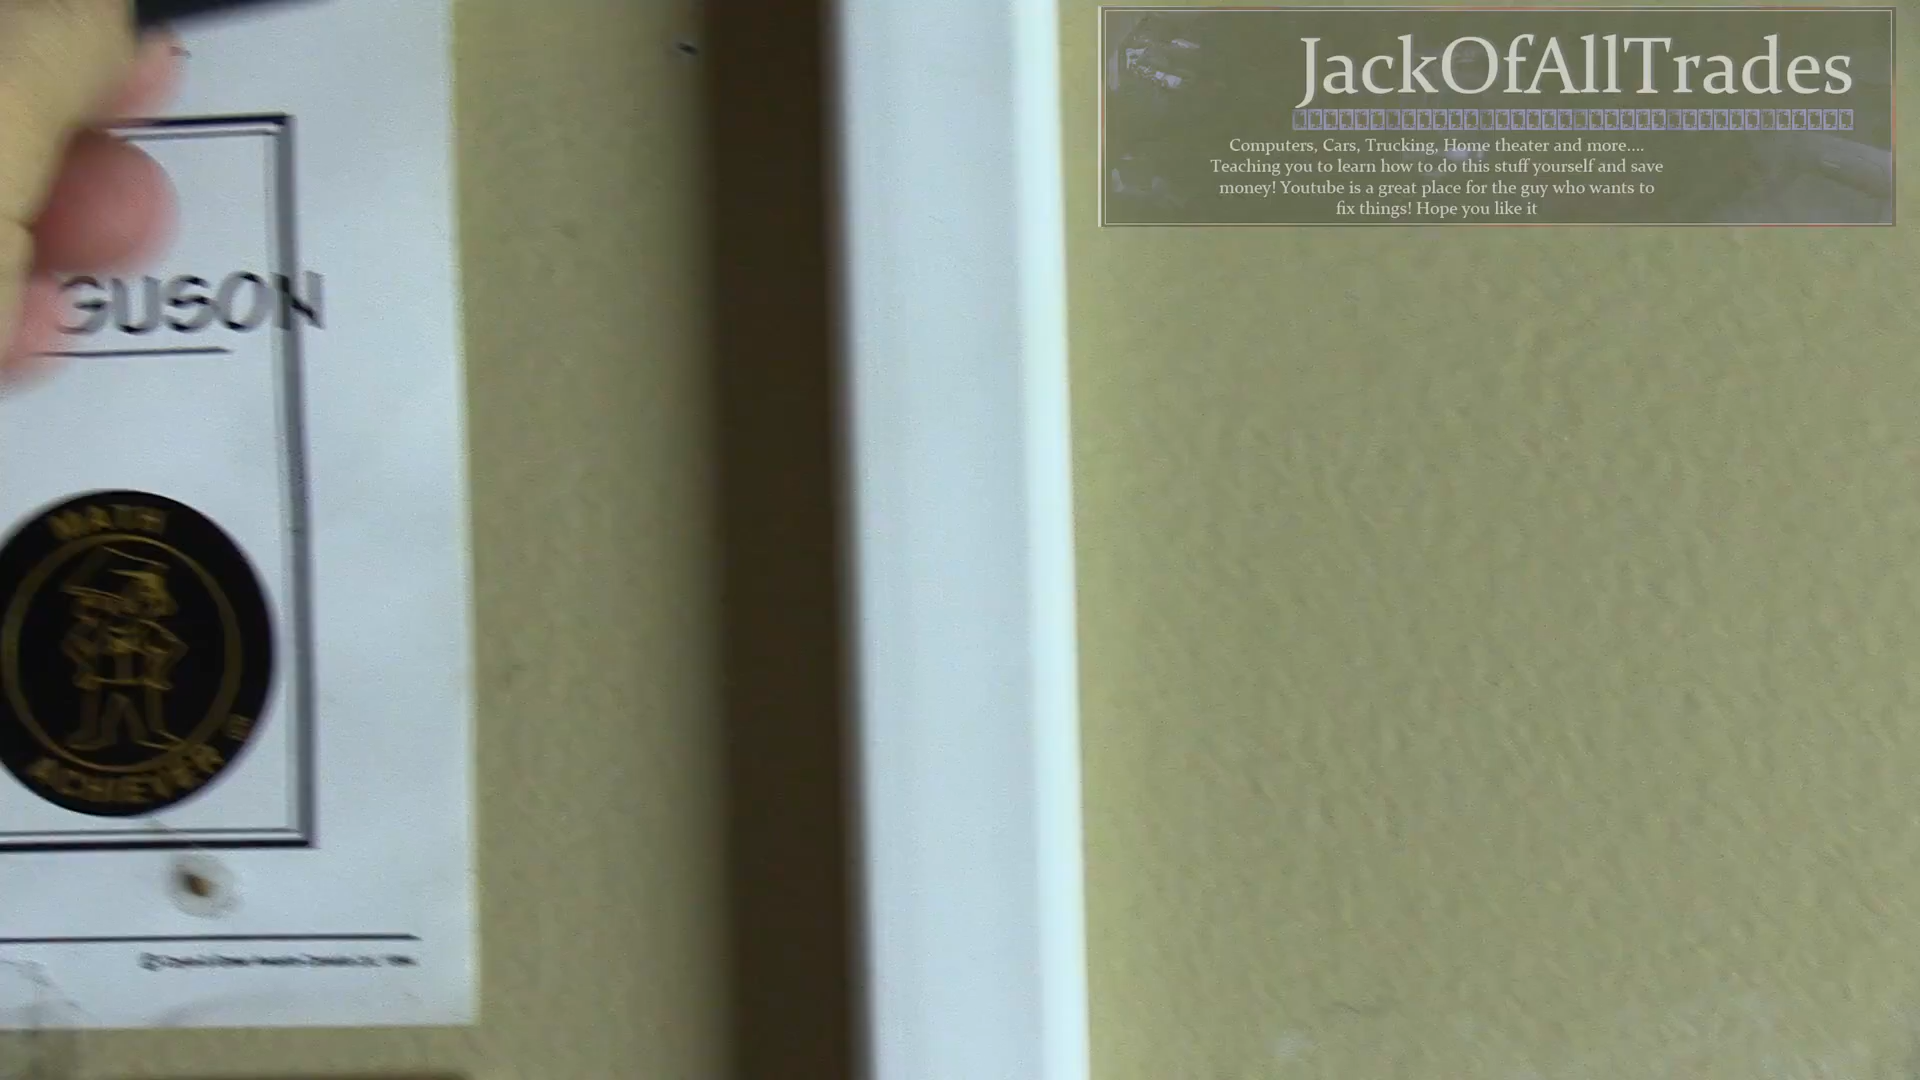 JackOfAllTrades
Computers, Cars, Trucking, Home theater and more....
Teaching you to learn how to do this stuff yourself and save
money! Youtube is a great place for the guy who wants to
fix things! Hope you like it
GUSON
MATH
ACHIEVER